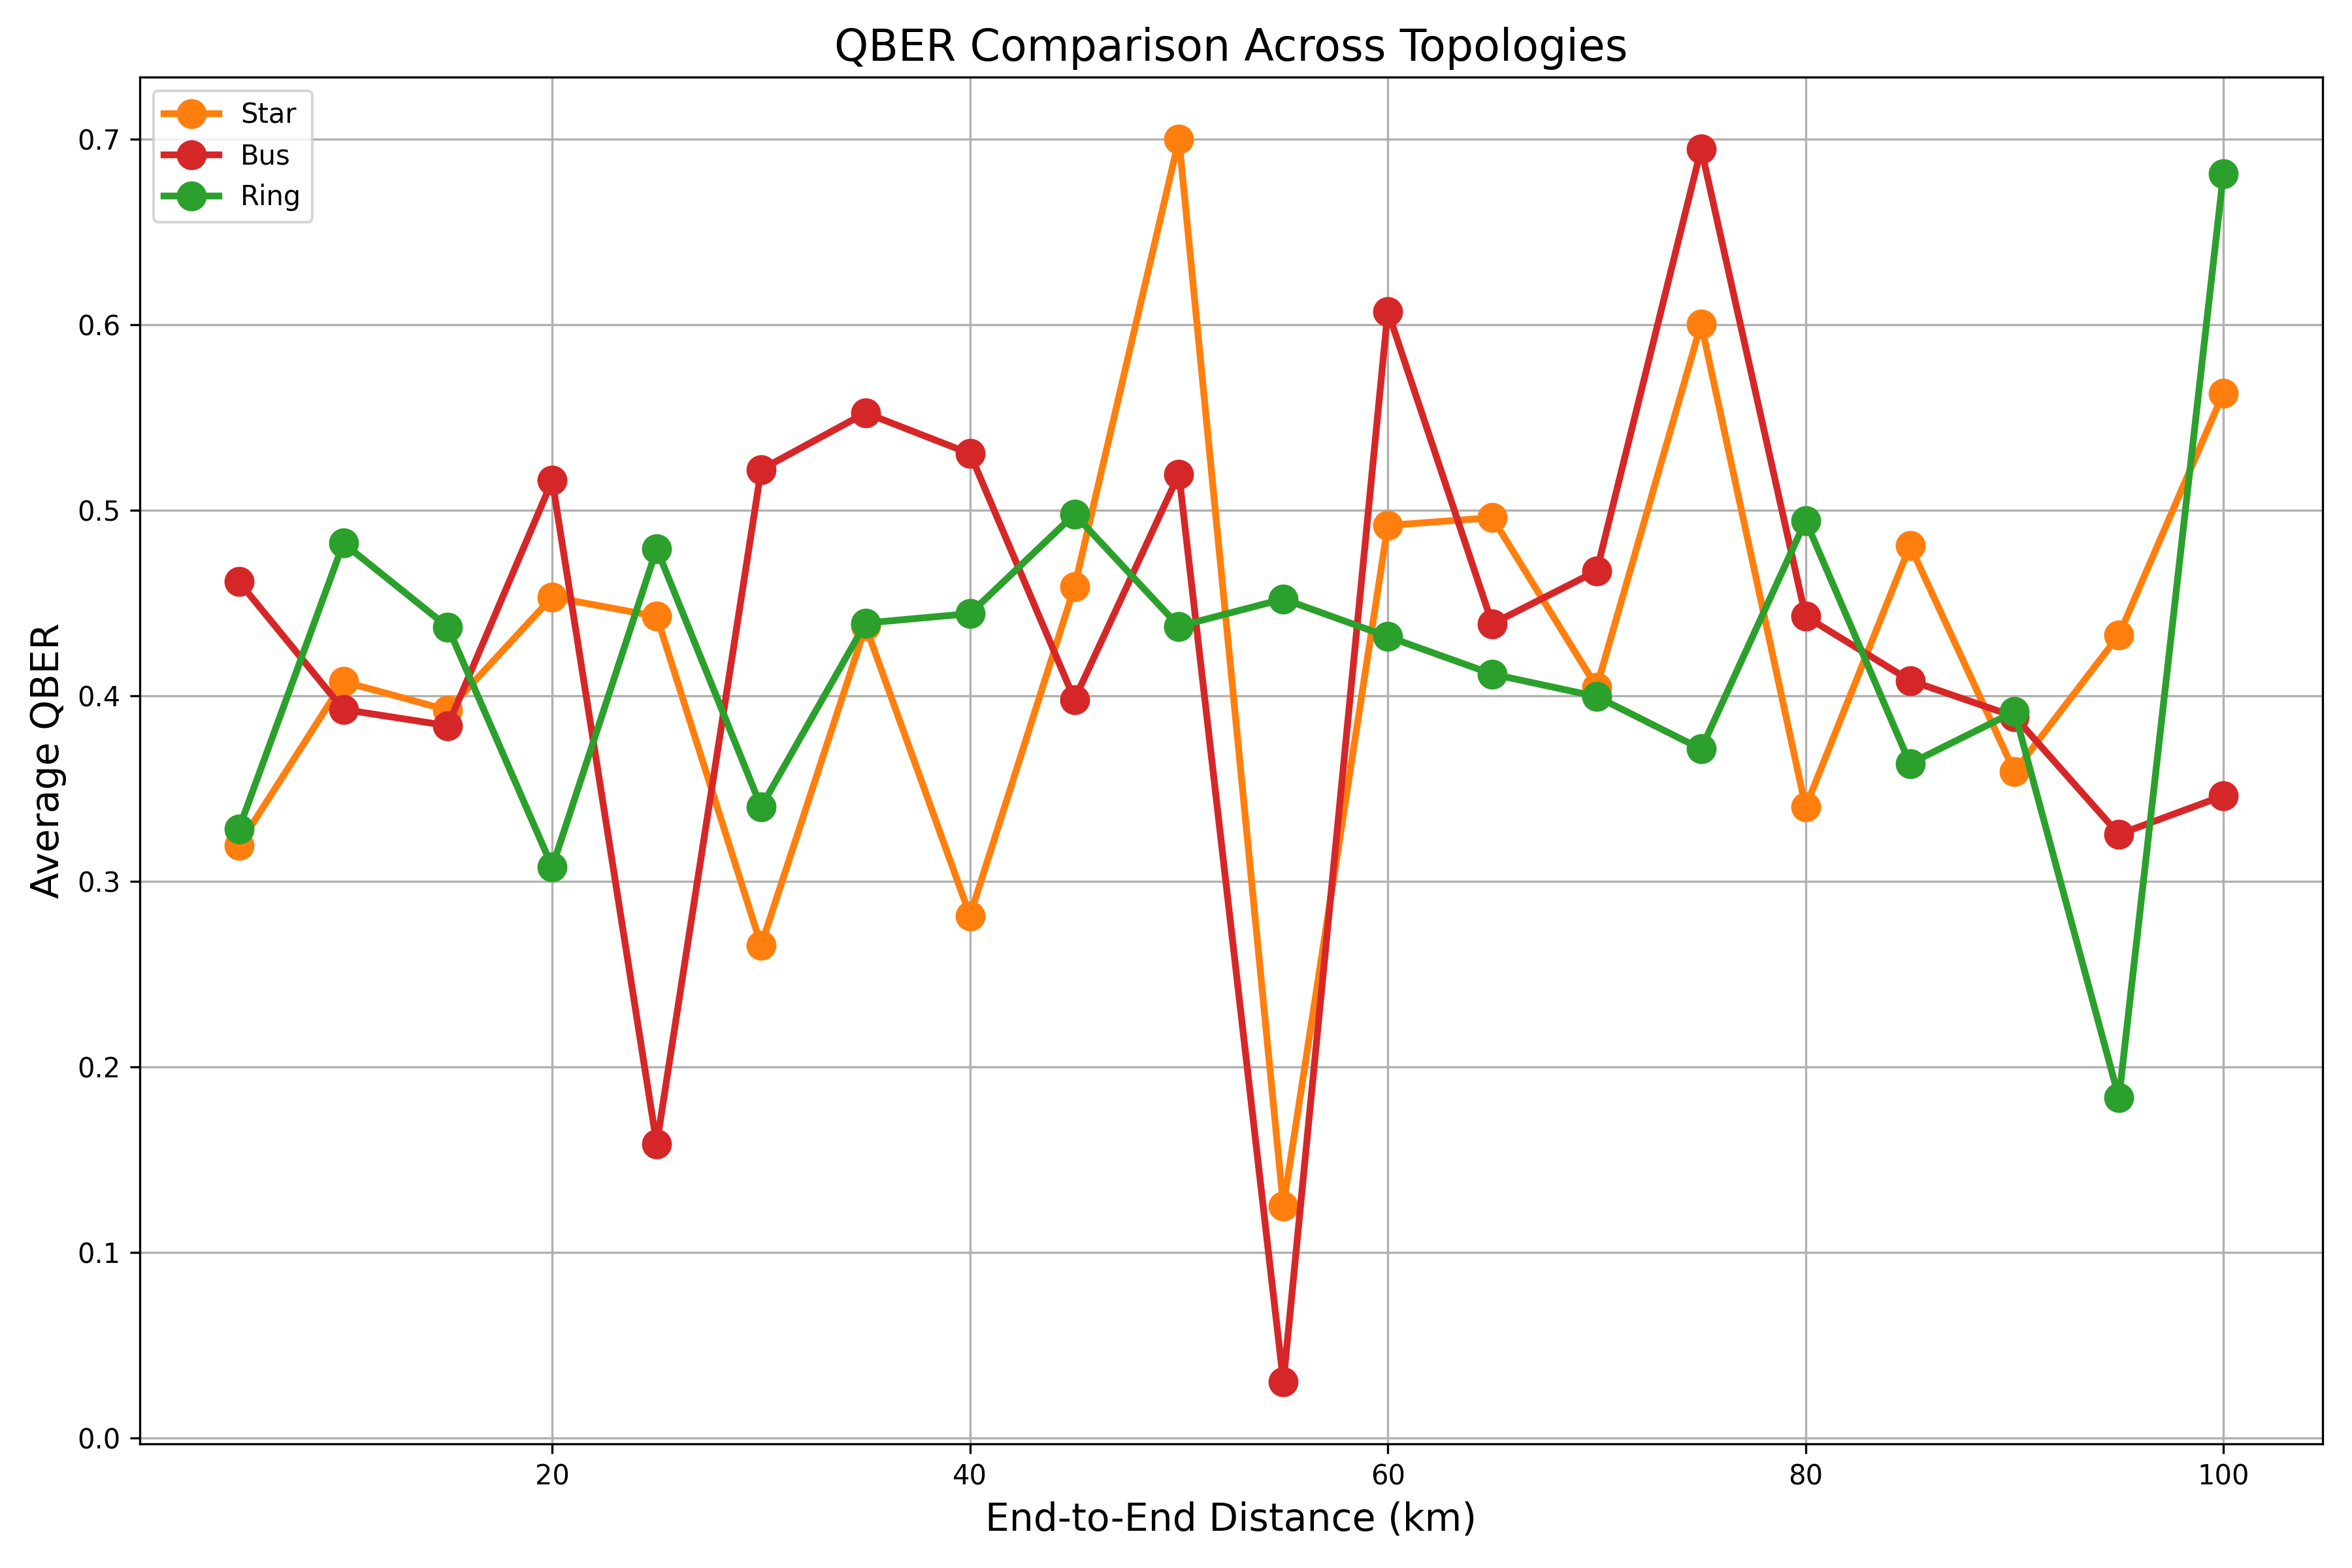 QBER Comparison Across Topologies
Star
Bus
Ring
0.7
0.6
0.5
0.4
0.3
0.2
0.1
0.0
Average QBER
20 40 60 80 100
End-to-End Distance (km)